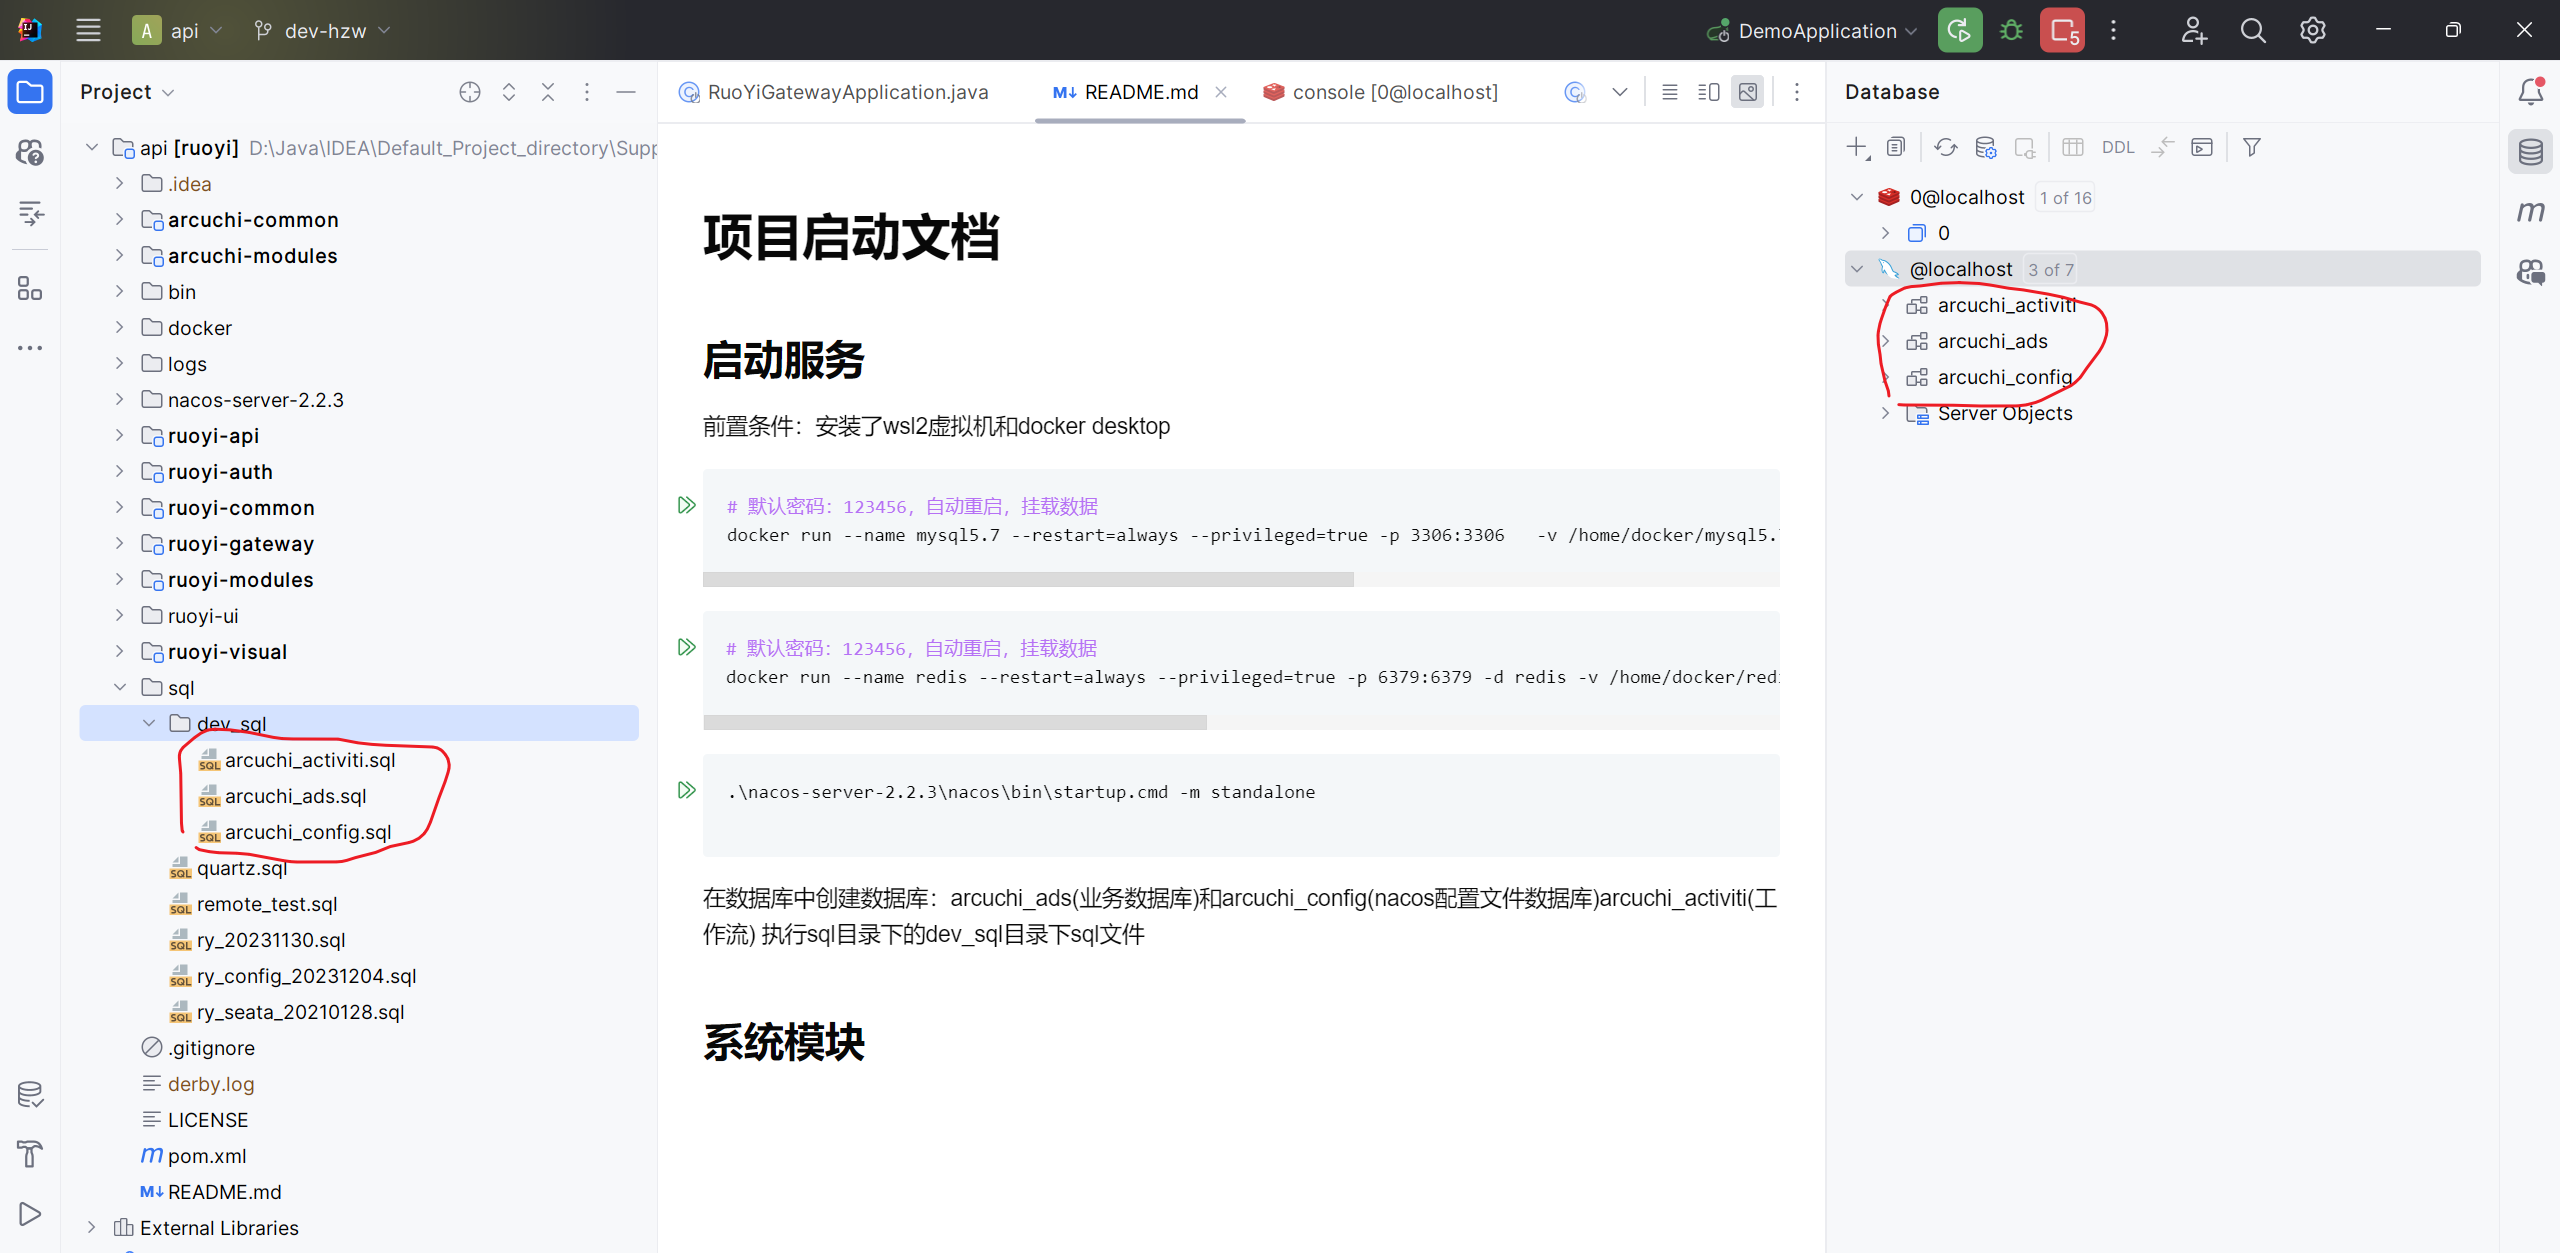 A api dev-hzw DemoApplication 5
Project
api [ruoyi] D:\Java\IDEA\Default_Project_directory\Supp
.idea
arcuchi-common
arcuchi-modules
bin
docker
logs
nacos-server-2.2.3
ruoyi-api
ruoyi-auth
ruoyi-common
ruoyi-gateway
ruoyi-modules
ruoyi-ui
ruoyi-visual
sql
dev_sql
arcuchi_activiti.sql
arcuchi_ads.sql
arcuchi_config.sql
quartz.sql
remote_test.sql
ry_20231130.sql
ry_config_20231204.sql
ry_seata_20210128.sql
.gitignore
derby.log
LICENSE
pom.xml
README.md
External Libraries
RuoYiGatewayApplication.java README.md console [0@localhost]
项目启动文档
启动服务
前置条件：安装了wsl2虚拟机和docker desktop
# 默认密码：123456，自动重启，挂载数据
docker run --name mysql5.7 --restart=always --privileged=true -p 3306:3306 -v /home/docker/mysql5.
# 默认密码：123456，自动重启，挂载数据
docker run --name redis --restart=always --privileged=true -p 6379:6379 -d redis -v /home/docker/red
.\nacos-server-2.2.3\nacos\bin\startup.cmd -m standalone
在数据库中创建数据库：arcuchi_ads(业务数据库)和arcuchi_config(nacos配置文件数据库)arcuchi_activiti(工
作流) 执行sql目录下的dev_sql目录下sql文件
系统模块
Database
DDL
0@localhost 1 of 16
0
@localhost 3 of 7
arcuchi_activiti
arcuchi_ads
arcuchi_config
Server Objects